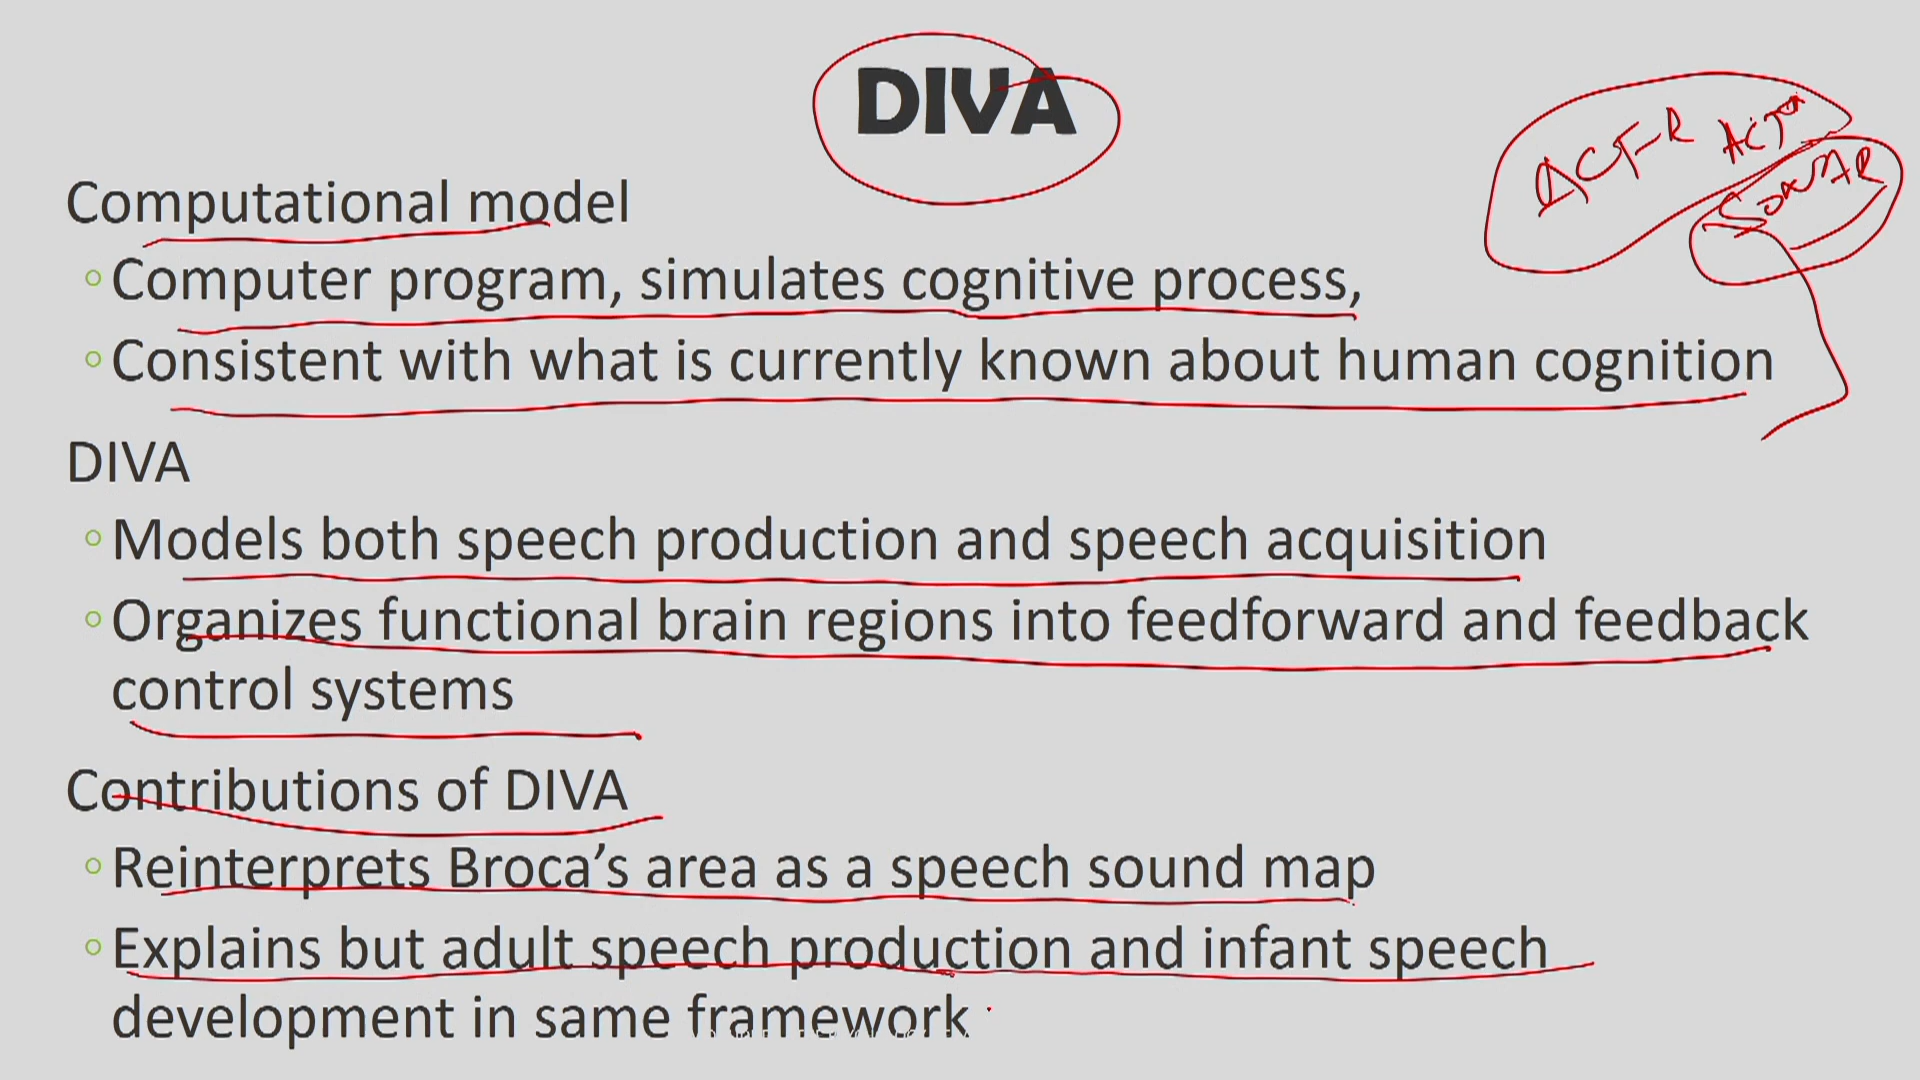 DIVA
ACT-R ACT*
SONAR
Computational model
Computer program, simulates cognitive process,
Consistent with what is currently known about human cognition
DIVA
Models both speech production and speech acquisition
Organizes functional brain regions into feedforward and feedback
control systems
Contributions of DIVA
Reinterprets Broca’s area as a speech sound map
Explains but adult speech production and infant speech
development in same framework